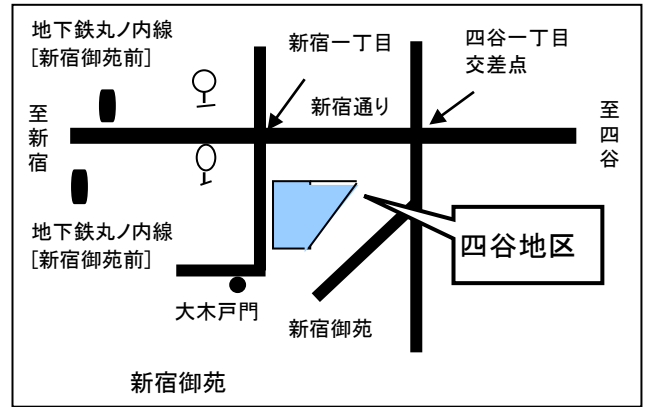 地下鉄丸ノ内線
[新宿御苑前]
新宿一丁目
四谷一丁目
交差点
新宿通り
至新宿
至四谷
地下鉄丸ノ内線
[新宿御苑前]
四谷地区
大木戸門
新宿御苑
新宿御苑